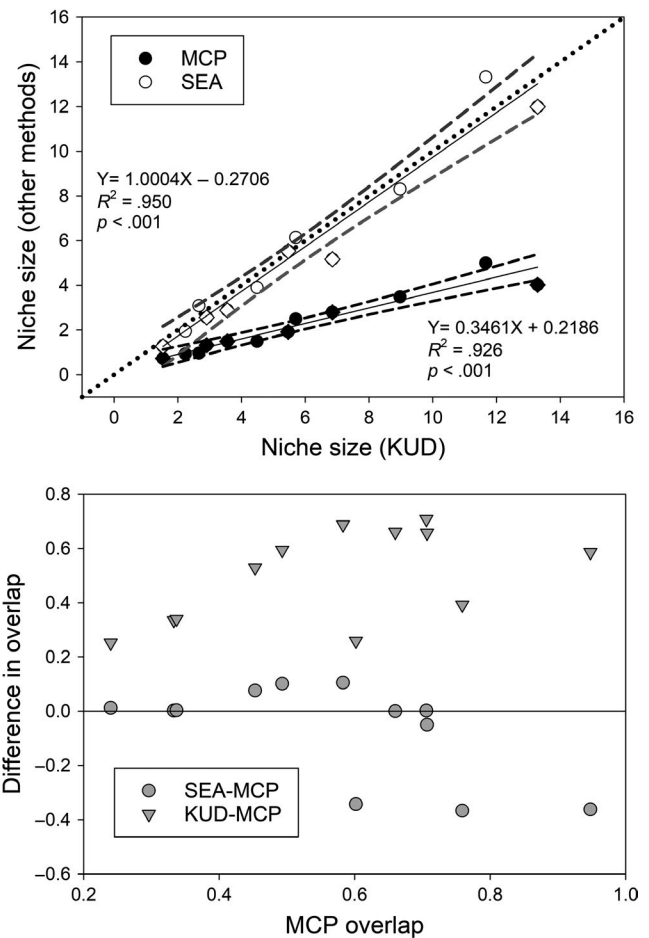 16
14
12
10
8
6
4
2
0
Niche size (other methods)
MCP
SEA
Y= 1.0004X – 0.2706
R² = .950
p < .001
Y= 0.3461X + 0.2186
R² = .926
p < .001
0 2 4 6 8 10 12 14 16
Niche size (KUD)
0.8
0.6
0.4
0.2
0.0
–0.2
–0.4
–0.6
Difference in overlap
SEA-MCP
KUD-MCP
0.2 0.4 0.6 0.8 1.0
MCP overlap